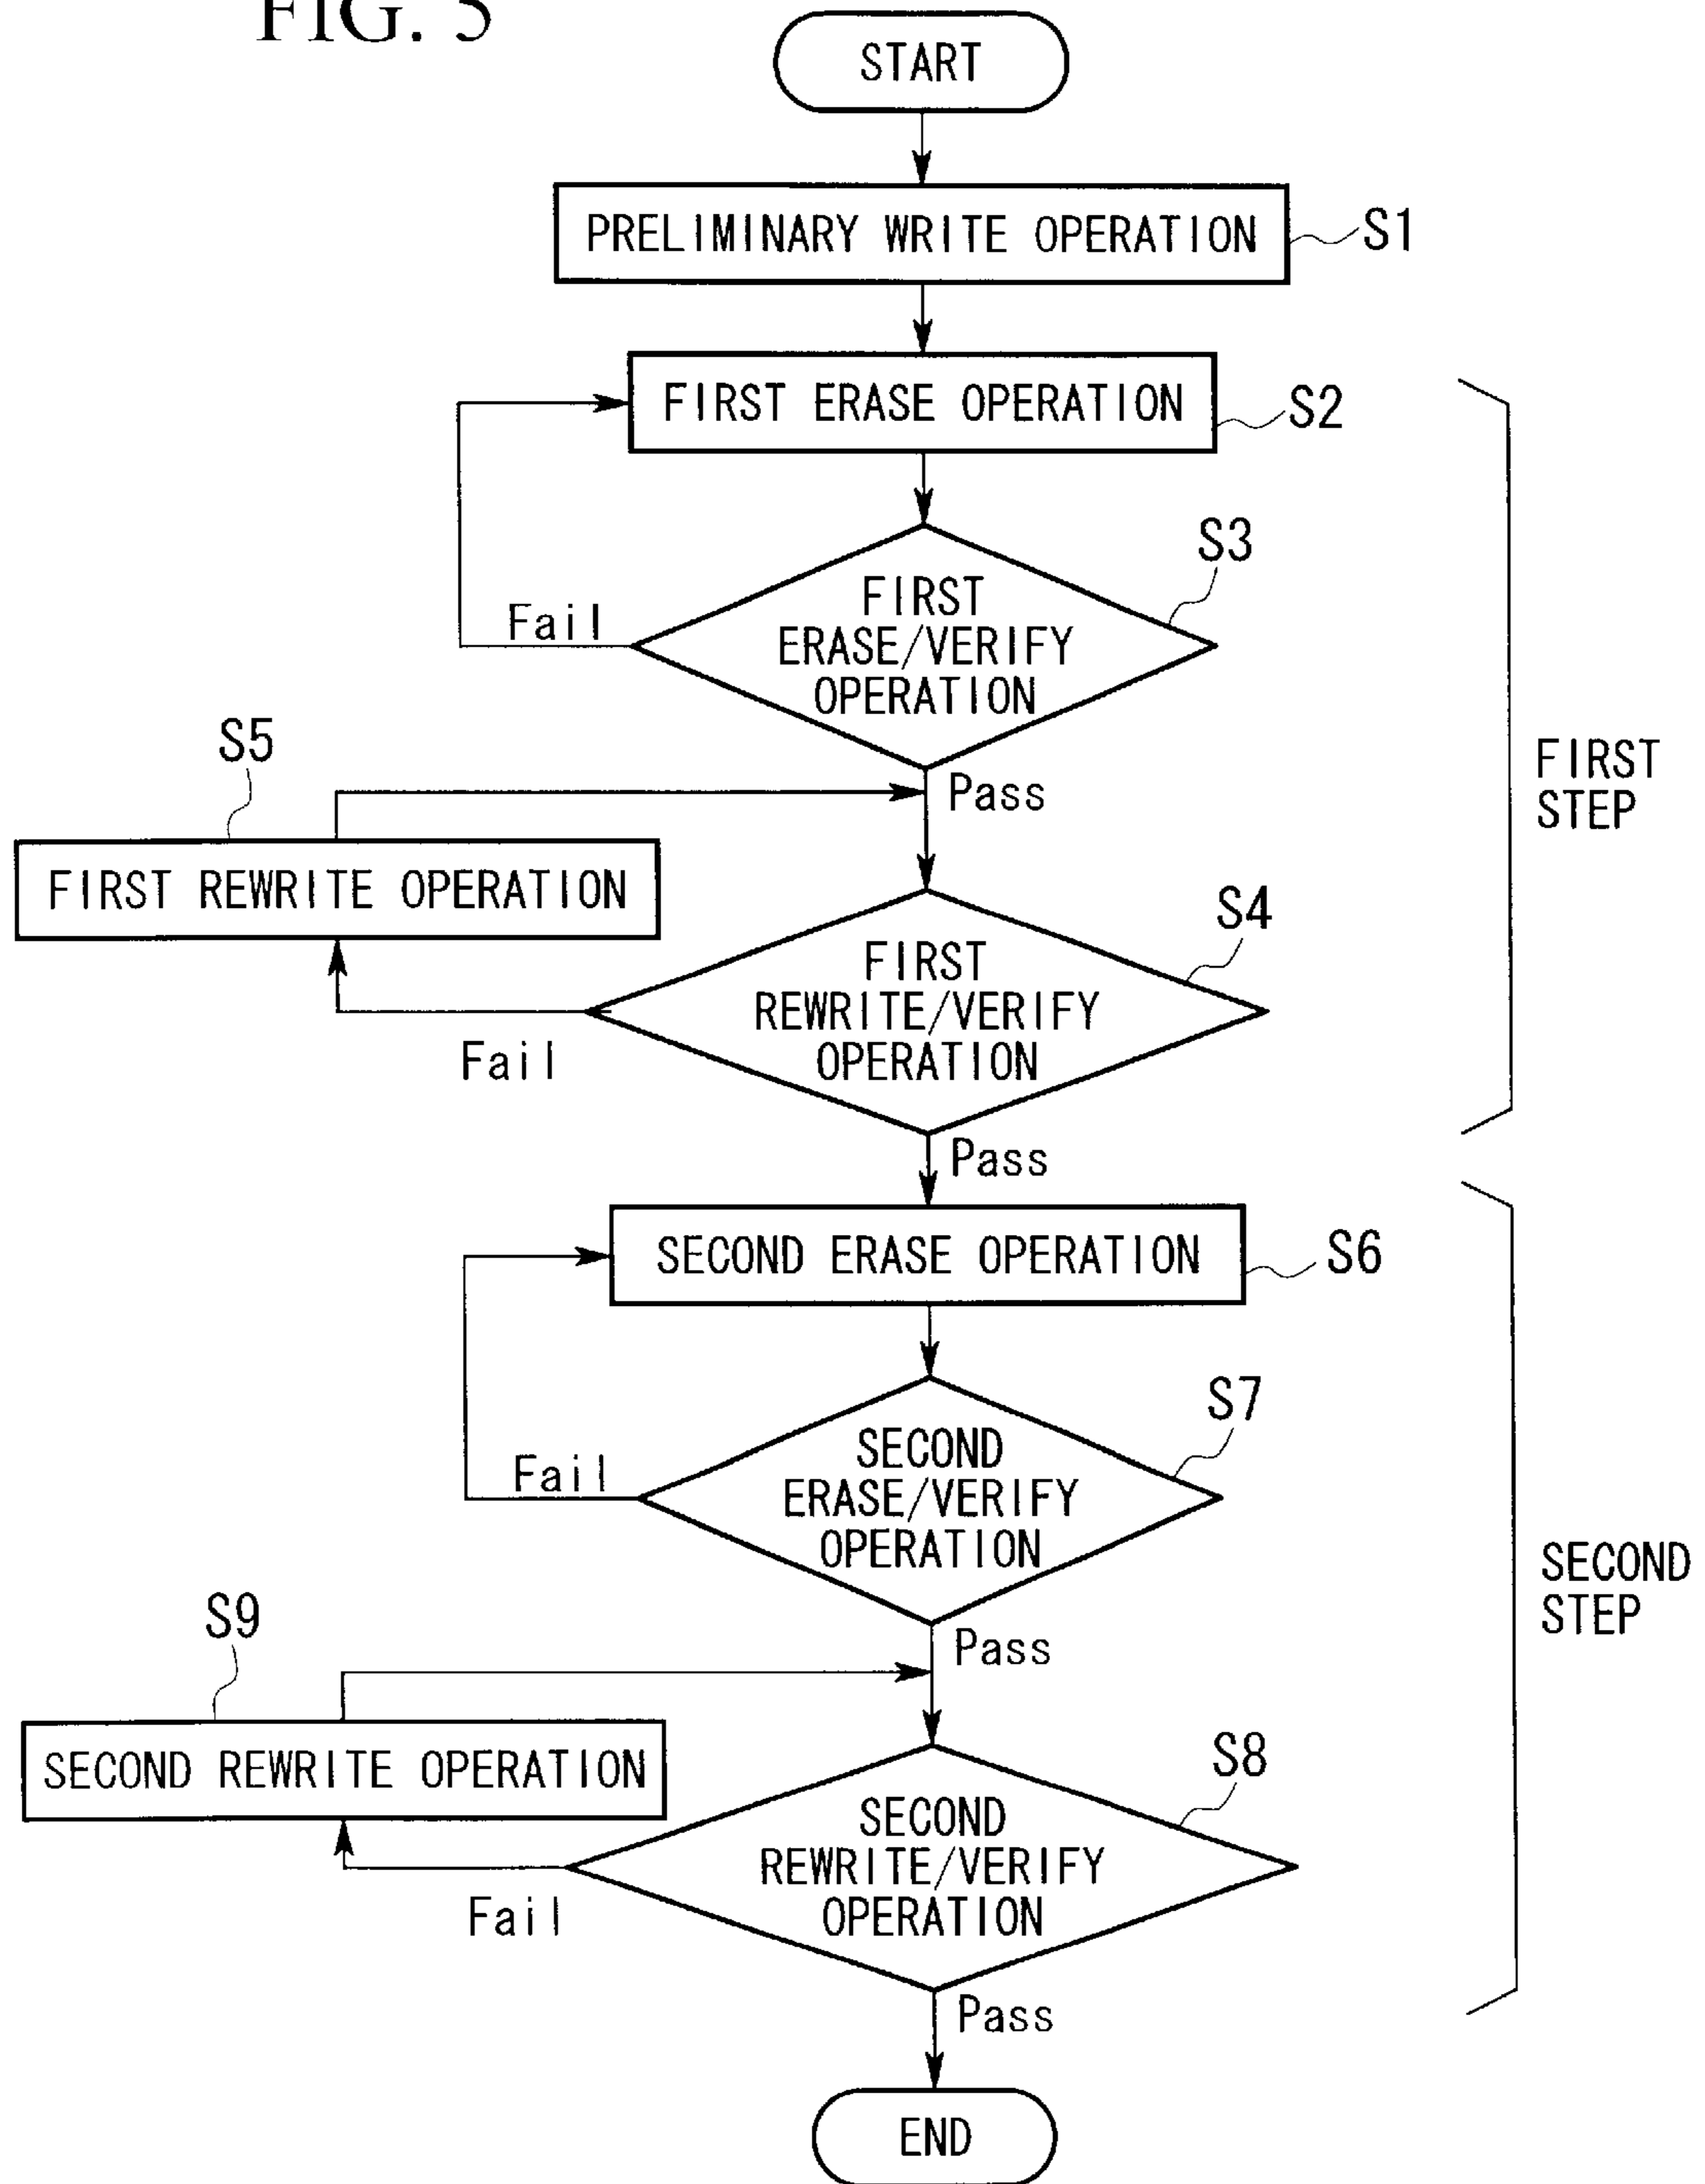 FIG. 5
START
PRELIMINARY WRITE OPERATION
S1
FIRST ERASE OPERATION
S2
S3
FIRST
ERASE/VERIFY
OPERATION
Fail
Pass
S5
FIRST REWRITE OPERATION
S4
FIRST
REWRITE/VERIFY
OPERATION
Fail
Pass
FIRST
STEP
SECOND ERASE OPERATION
S6
S7
SECOND
ERASE/VERIFY
OPERATION
Fail
Pass
S9
SECOND REWRITE OPERATION
S8
SECOND
REWRITE/VERIFY
OPERATION
Fail
Pass
SECOND
STEP
END